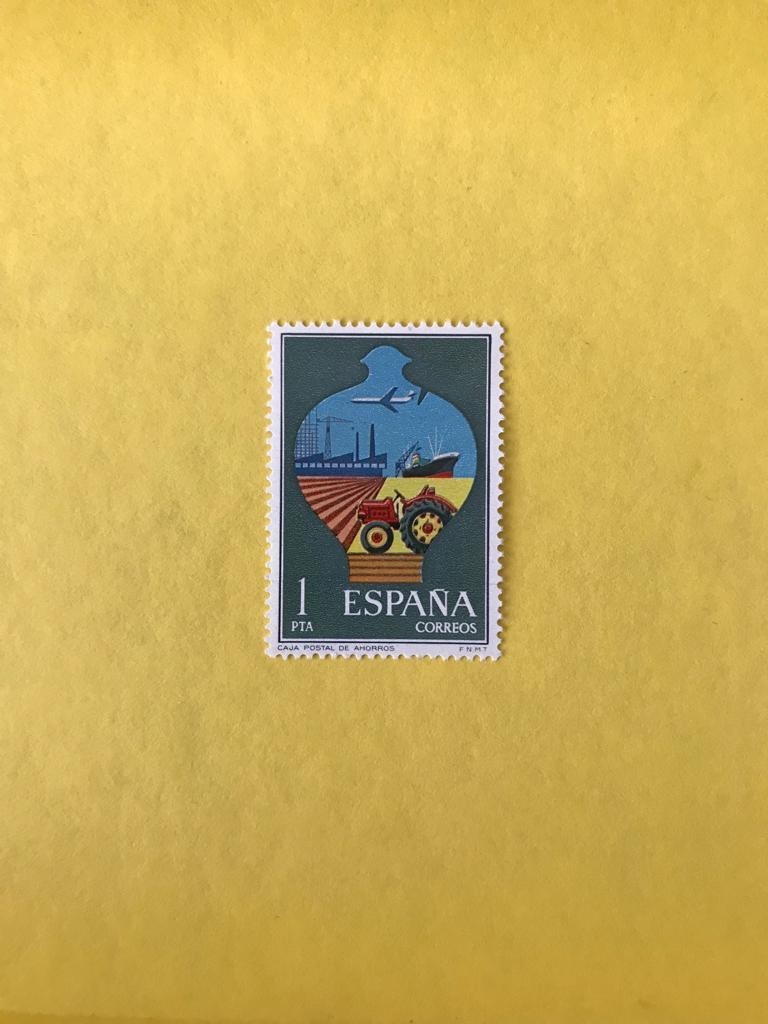 1 ESPAÑA
PTA CORREOS
CAJA POSTAL DE AHORROS F.N.M.T